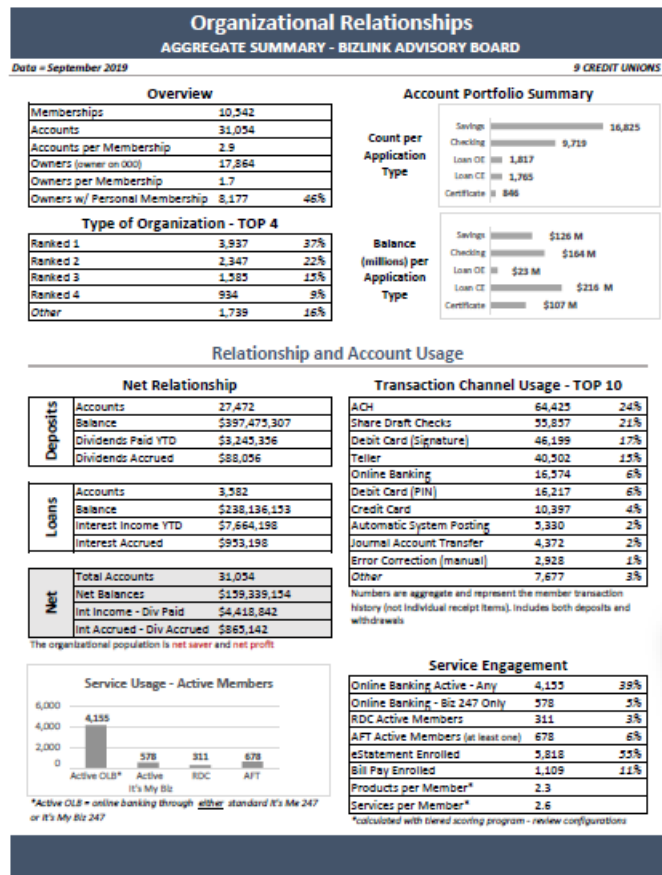 Organizational Relationships
AGGREGATE SUMMARY - BIZLINK ADVISORY BOARD
Data = September 2019 9 CREDIT UNIONS
Overview
Memberships 10,542
Accounts 31,054
Accounts per Membership 2.9
Owners (owner on 000) 17,864
Owners per Membership 1.7
Owners w/ Personal Membership 8,177 46%
Type of Organization - TOP 4
Ranked 1 3,937 37%
Ranked 2 2,347 22%
Ranked 3 1,585 15%
Ranked 4 934 9%
Other 1,739 16%
Account Portfolio Summary
Count per
Application
Type
Savings 16,825
Checking 9,719
Loan OE 1,817
Loan CE 1,765
Certificate 846
Balance
(millions) per
Application
Type
Savings $126 M
Checking $164 M
Loan OE $23 M
Loan CE $216 M
Certificate $107 M
Relationship and Account Usage
Net Relationship
Deposits
Accounts 27,472
Balance $397,475,307
Dividends Paid YTD $3,245,356
Dividends Accrued $88,056
Loans
Accounts 3,582
Balance $238,136,153
Interest Income YTD $7,664,198
Interest Accrued $953,198
Net
Total Accounts 31,054
Net Balances $159,339,154
Int Income - Div Paid $4,418,842
Int Accrued - Div Accrued $865,142
The organizational population is net saver and net profit
Transaction Channel Usage - TOP 10
ACH 64,425 24%
Share Draft Checks 55,857 21%
Debit Card (Signature) 46,199 17%
Teller 40,502 15%
Online Banking 16,574 6%
Debit Card (PIN) 16,217 6%
Credit Card 10,397 4%
Automatic System Posting 5,330 2%
Journal Account Transfer 4,372 2%
Error Correction (manual) 2,928 1%
Other 7,677 3%
Numbers are aggregate and represent the member transaction
history (not individual receipt items). Includes both deposits and
withdrawals
Service Usage - Active Members
6,000
4,000
2,000
0
4,155
578
311
678
Active OLB* Active RDC AFT
It's My Biz
*Active OLB = online banking through either standard It's Me 247
or It's My Biz 247
Service Engagement
Online Banking Active - Any 4,155 39%
Online Banking - Biz 247 Only 578 5%
RDC Active Members 311 3%
AFT Active Members (at least one) 678 6%
eStatement Enrolled 5,818 55%
Bill Pay Enrolled 1,109 11%
Products per Member* 2.3
Services per Member* 2.6
*calculated with tiered scoring program - review configurations